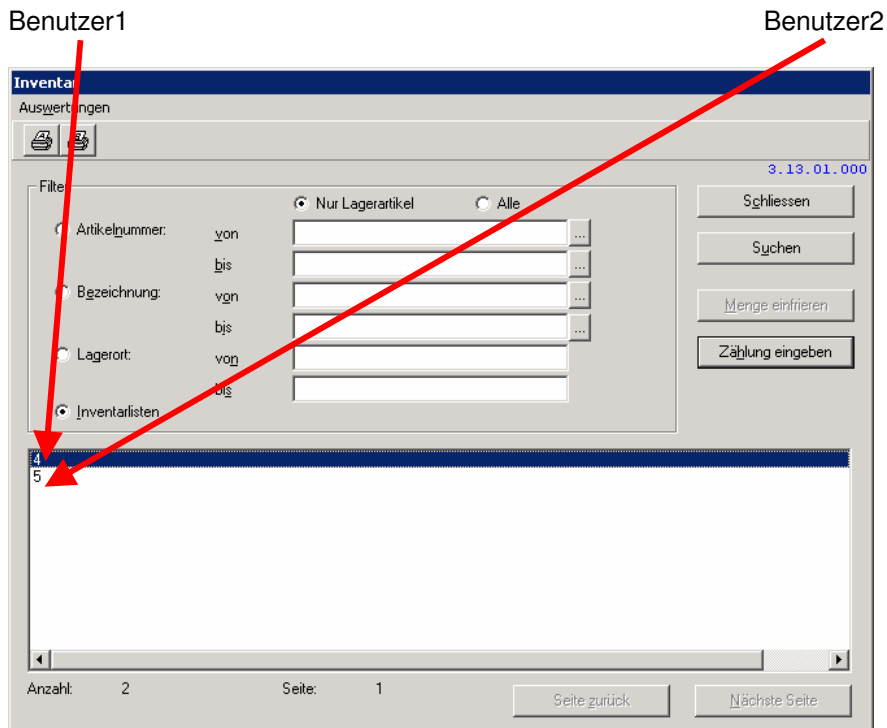 Benutzer1 Benutzer2
Inventar
Auswertungen
3.13.01.000
Filter
Nur Lagerartikel Alle
Schliessen
Artikelnummer: von ...
Suchen
bis ...
Bezeichnung: von ...
Menge einfrieren
bis ...
Zählung eingeben
Lagerort: von
bis
Inventarlisten
4
5
Anzahl: 2 Seite: 1 Seite zurück Nächste Seite